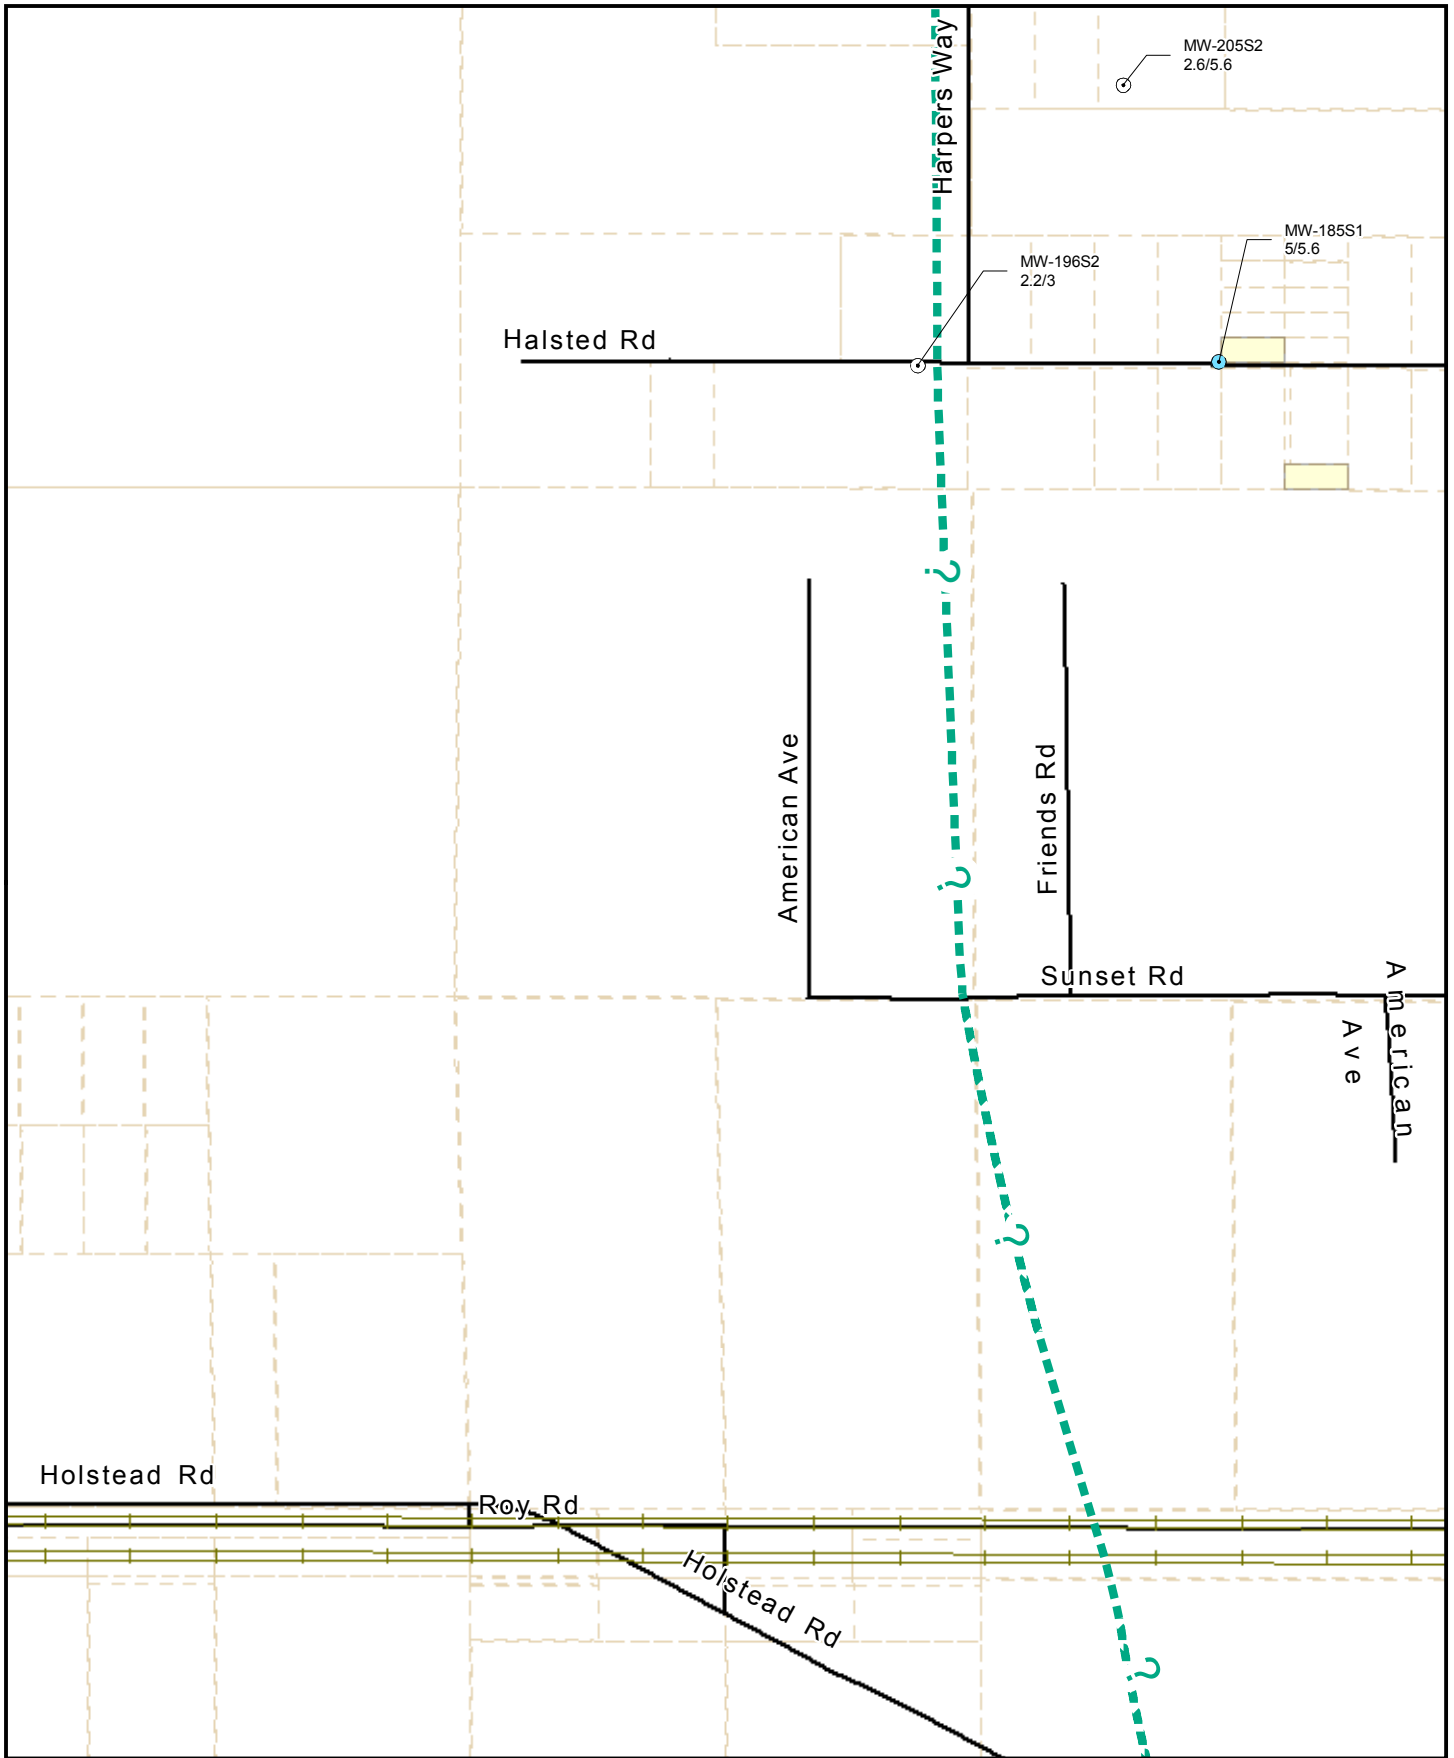 Harpers Way
MW-205S2
2.6/5.6
MW-185S1
5/5.6
MW-196S2
2.2/3
Halsted Rd
?
American Ave
Friends Rd
?
Sunset Rd
American
Ave
?
Holstead Rd
Roy Rd
Holstead Rd
?